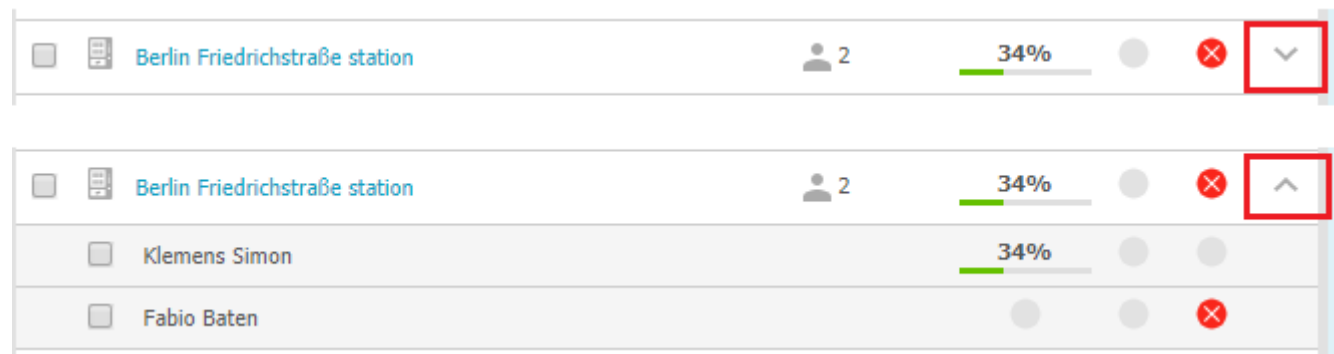 Berlin Friedrichstraße station 2 34%
Berlin Friedrichstraße station 2 34%
Klemens Simon 34%
Fabio Baten